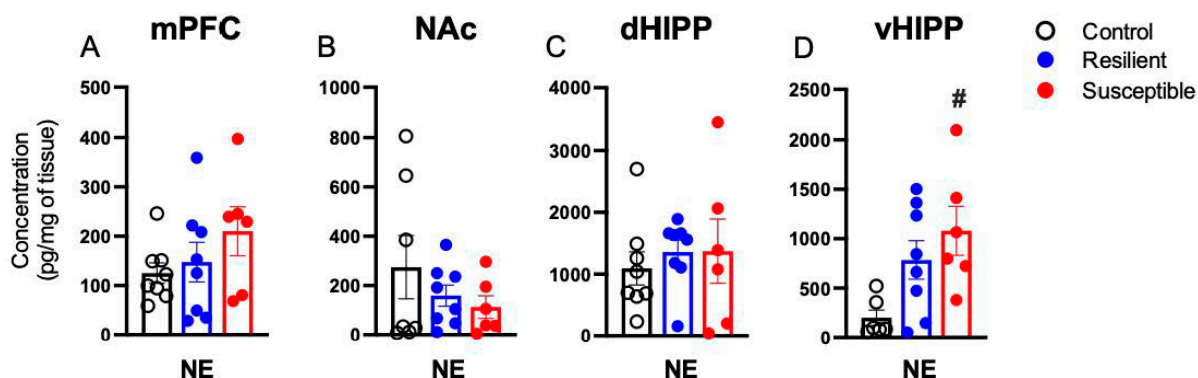 A mPFC
500
400
300
200
100
0
Concentration
(pg/mg of tissue)
NE
B NAc
1000
800
600
400
200
0
NE
C dHIPP
4000
3000
2000
1000
0
NE
D vHIPP
2500
2000
1500
1000
500
0
#
NE
Control
Resilient
Susceptible